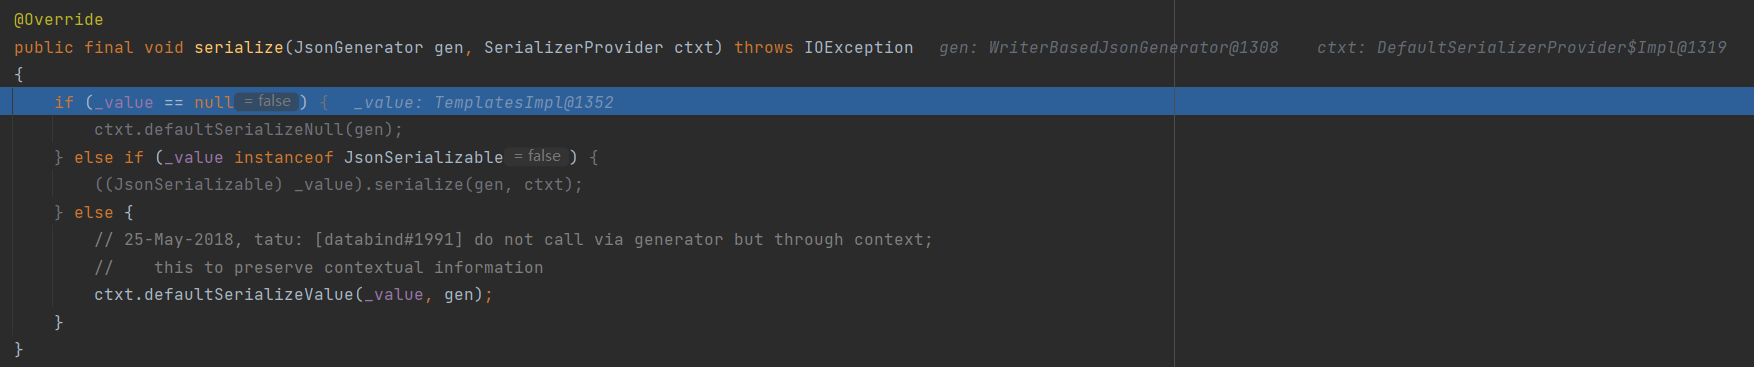 @Override
public final void serialize(JsonGenerator gen, SerializerProvider ctxt) throws IOException gen: WriterBasedJsonGenerator@1308 ctxt: DefaultSerializerProvider$Impl@1319
{
if (_value == null = false ) { _value: TemplatesImpl@1352
ctxt.defaultSerializeNull(gen);
} else if (_value instanceof JsonSerializable = false ) {
((JsonSerializable) _value).serialize(gen, ctxt);
} else {
// 25-May-2018, tatu: [databind#1991] do not call via generator but through context;
// this to preserve contextual information
ctxt.defaultSerializeValue(_value, gen);
}
}